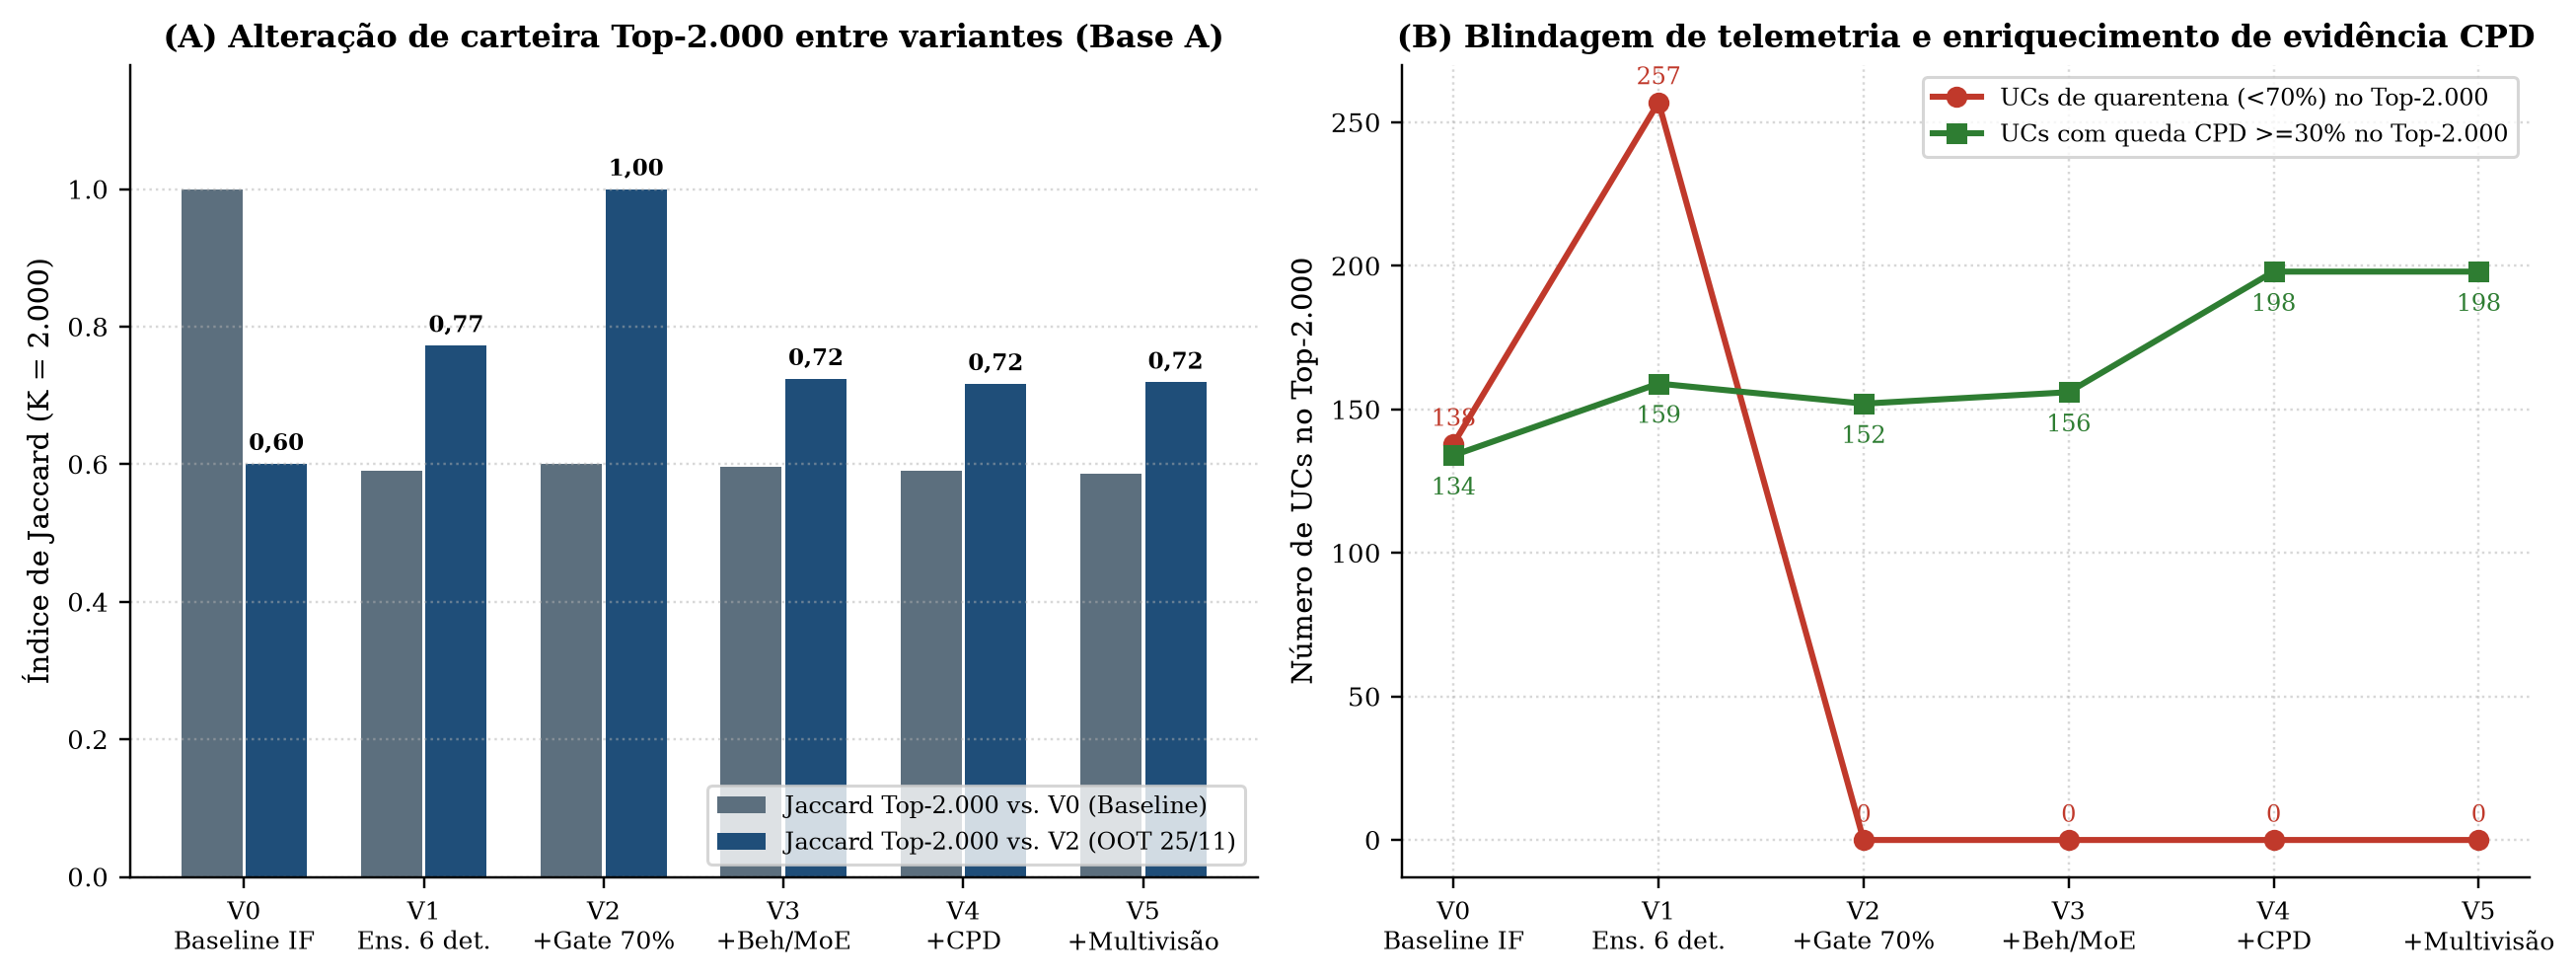 (A) Alteração de carteira Top-2.000 entre variantes (Base A)
Índice de Jaccard (K = 2.000)
1.0
0.8
0.6
0.4
0.2
0.0
0,60
0,77
1,00
0,72
0,72
0,72
Jaccard Top-2.000 vs. V0 (Baseline)
Jaccard Top-2.000 vs. V2 (OOT 25/11)
V0
Baseline IF
V1
Ens. 6 det.
V2
+Gate 70%
V3
+Beh/MoE
V4
+CPD
V5
+Multivisão
(B) Blindagem de telemetria e enriquecimento de evidência CPD
Número de UCs no Top-2.000
250
200
150
100
50
0
UCs de quarentena (<70%) no Top-2.000
UCs com queda CPD >=30% no Top-2.000
138
257
0
0
0
0
134
159
152
156
198
198
V0
Baseline IF
V1
Ens. 6 det.
V2
+Gate 70%
V3
+Beh/MoE
V4
+CPD
V5
+Multivisão